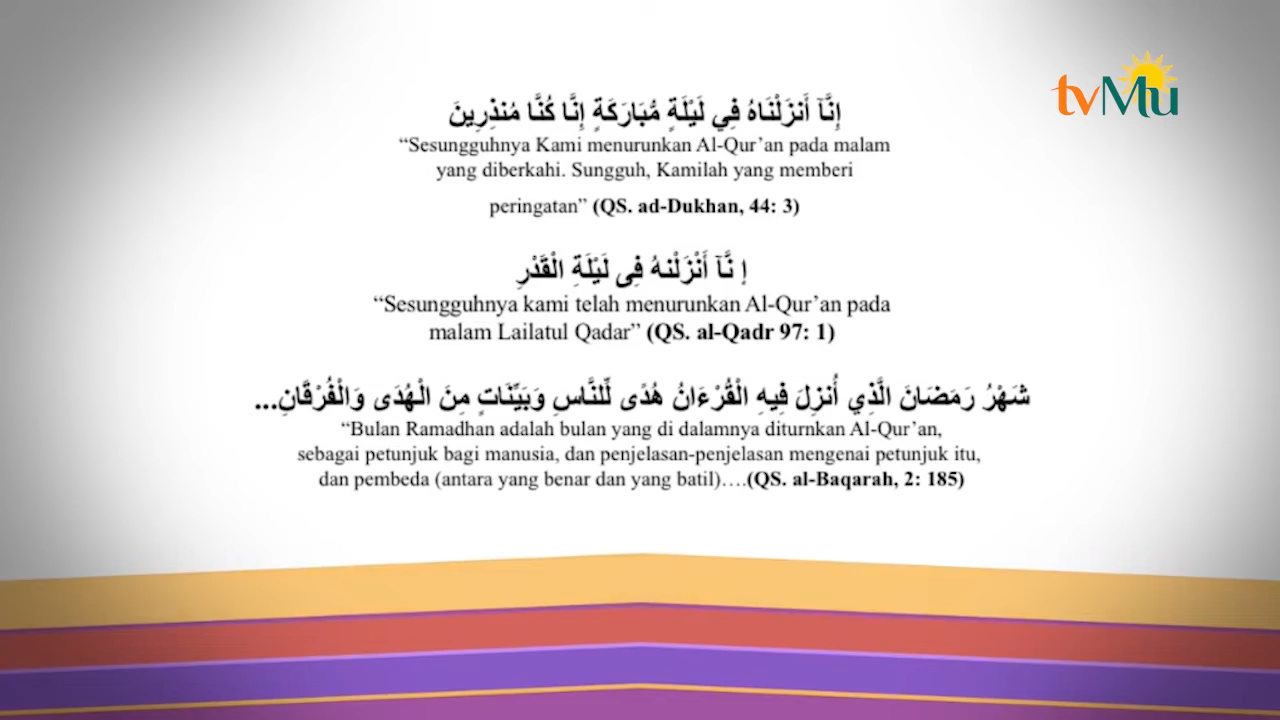 tvMu
إِنَّآ أَنزَلْنَاهُ فِي لَيْلَةٍ مُّبَارَكَةٍ إِنَّا كُنَّا مُنذِرِينَ
“Sesungguhnya Kami menurunkan Al-Qur’an pada malam
yang diberkahi. Sungguh, Kamilah yang memberi
peringatan” (QS. ad-Dukhan, 44: 3)
إ نَّآ أَنْزَلْنهُ فِى لَيْلَةِ الْقَدْرِ
“Sesungguhnya kami telah menurunkan Al-Qur’an pada
malam Lailatul Qadar” (QS. al-Qadr 97: 1)
شَهْرُ رَمَضَانَ الَّذِي أُنزِلَ فِيهِ الْقُرْءَانُ هُدًى لِّلنَّاسِ وَبَيِّنَاتٍ مِنَ الْهُدَى وَالْفُرْقَانِ...
“Bulan Ramadhan adalah bulan yang di dalamnya diturnkan Al-Qur’an,
sebagai petunjuk bagi manusia, dan penjelasan-penjelasan mengenai petunjuk itu,
dan pembeda (antara yang benar dan yang batil)….(QS. al-Baqarah, 2: 185)